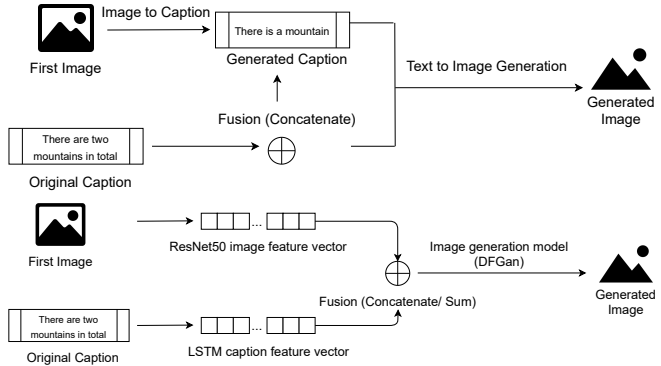 Image to Caption
There is a mountain
First Image
Generated Caption
Text to Image Generation
Fusion (Concatenate)
Generated
Image
There are two
mountains in total
Original Caption
...
ResNet50 image feature vector
First Image
Image generation model
(DFGan)
Generated
Image
Fusion (Concatenate/ Sum)
There are two
mountains in total
...
Original Caption
LSTM caption feature vector